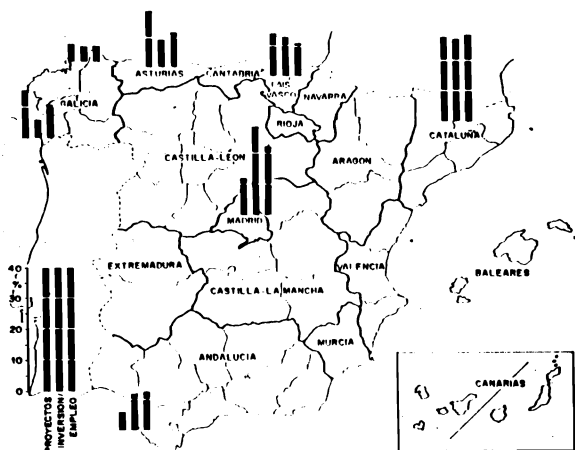 ASTURIAS
CANTABRIA
PAIS
VASCO
NAVARRA
GALICIA
RIOJA
CATALUÑA
CASTILLA-LEON
ARAGON
MADRID
EXTREMADURA
VALENCIA
BALEARES
CASTILLA-LA MANCHA
MURCIA
ANDALUCIA
CANARIAS
40
%
30
20
10
0
PROYECTOS
INVERSION/
EMPLEO